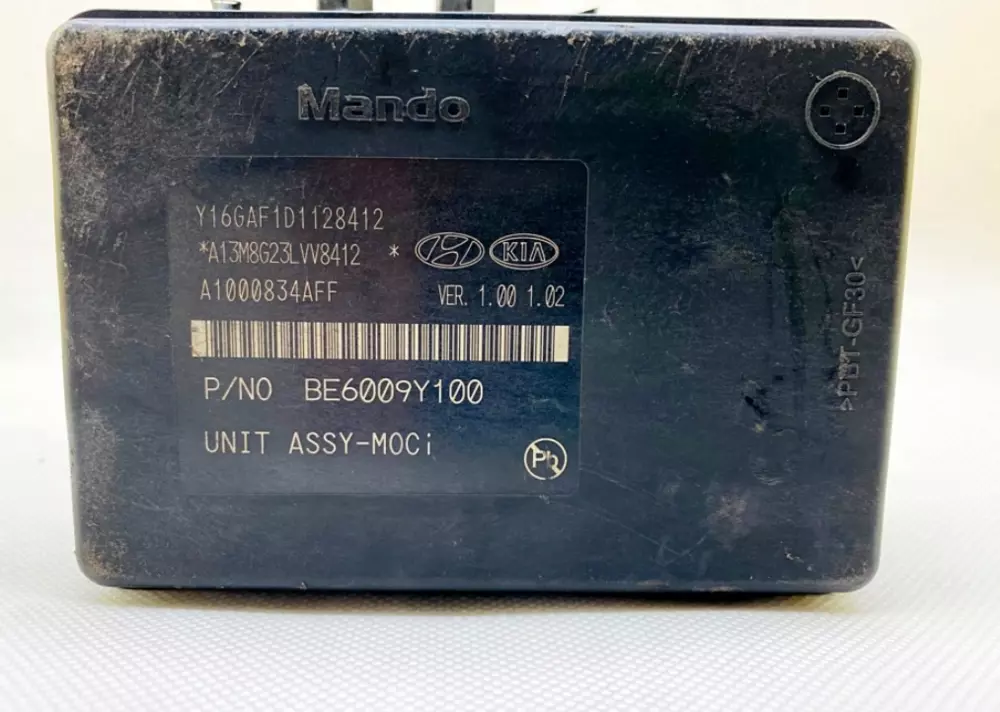 Mando
Y16GAF1D1128412
*A13M8G23LVV8412 * KIA
A1000834AFF VER. 1.00 1.02
P/NO BE6009Y100
UNIT ASSY-MOCi
Pb
>PBT-GF30<